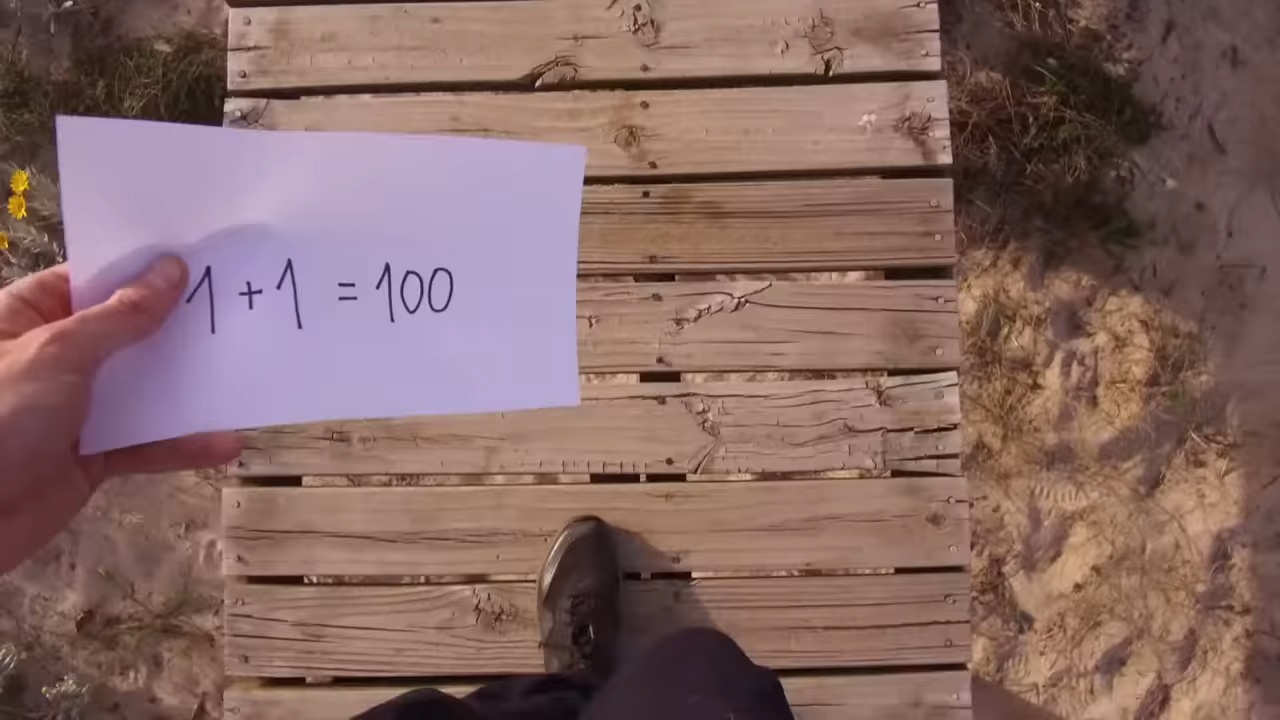 1 + 1 = 100